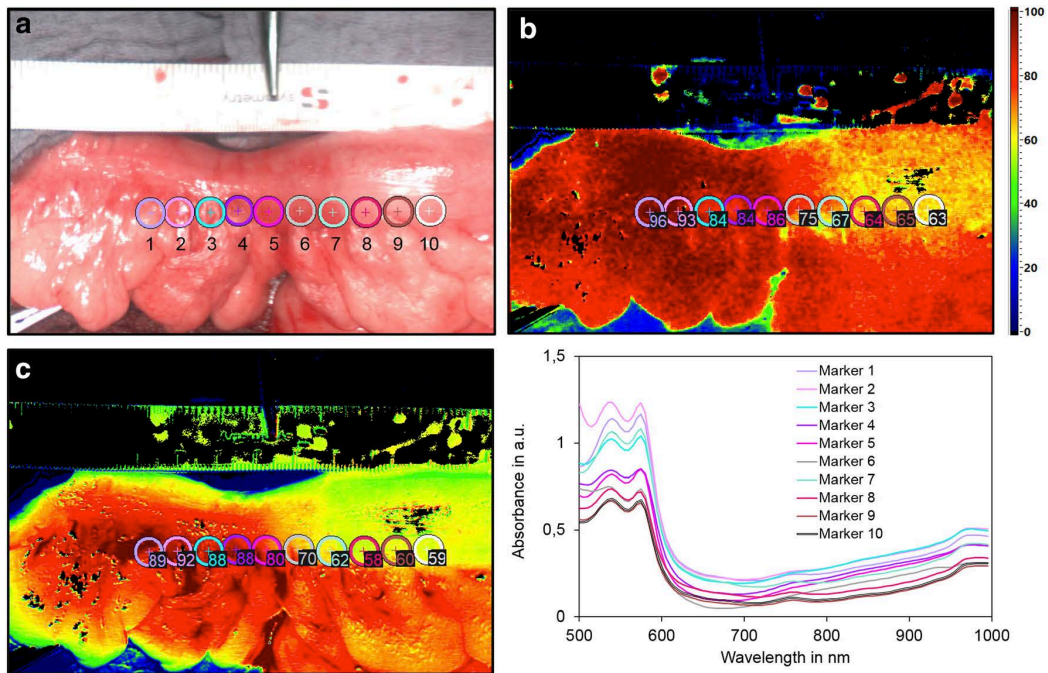 a
symmetry
1 2 3 4 5 6 7 8 9 10
b
96 93 84 84 86 75 67 64 65 63
100
80
60
40
20
0
c
89 92 88 88 80 70 62 58 60 59
1,5
1
0,5
0
Absorbance in a.u.
500 600 700 800 900 1000
Wavelength in nm
Marker 1
Marker 2
Marker 3
Marker 4
Marker 5
Marker 6
Marker 7
Marker 8
Marker 9
Marker 10